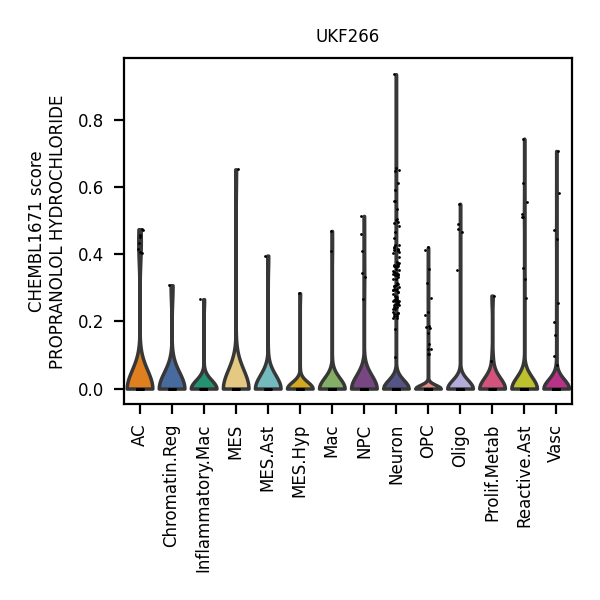 UKF266
CHEMBL1671 score
PROPRANOLOL HYDROCHLORIDE
0.8
0.6
0.4
0.2
0.0
AC
Chromatin.Reg
Inflammatory.Mac
MES
MES.Ast
MES.Hyp
Mac
NPC
Neuron
OPC
Oligo
Prolif.Metab
Reactive.Ast
Vasc